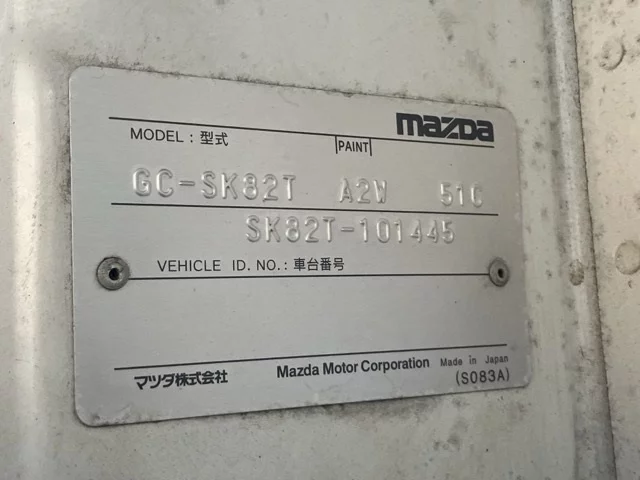 mazda
MODEL : 型式 PAINT
GC-SK82T A2W 51C
SK82T-101445
VEHICLE ID. NO. : 車台番号
マツダ株式会社 Mazda Motor Corporation Made in Japan
(S083A)